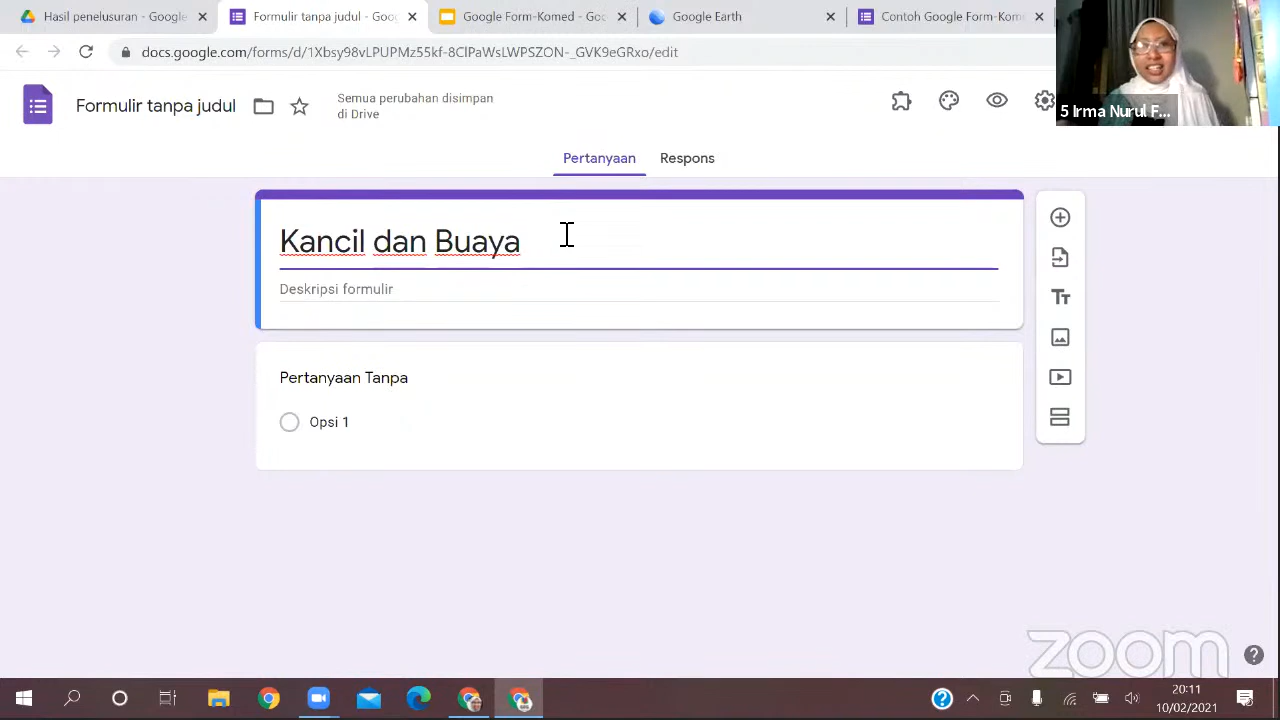 Hasil penelusuran - Google
Formulir tanpa judul - Goo
Google-Form-Komed - Goo
Google Earth
Contoh Google Form-Kom
docs.google.com/forms/d/1Xbsy98vLPUPMz55kf-8CIPaWsLWPSZON-_GVK9eGRxo/edit
Formulir tanpa judul
Semua perubahan disimpan
di Drive
5 Irma Nurul F...
Pertanyaan
Respons
Kancil dan Buaya
Deskripsi formulir
Pertanyaan Tanpa
Opsi 1
zoom
20:11
10/02/2021